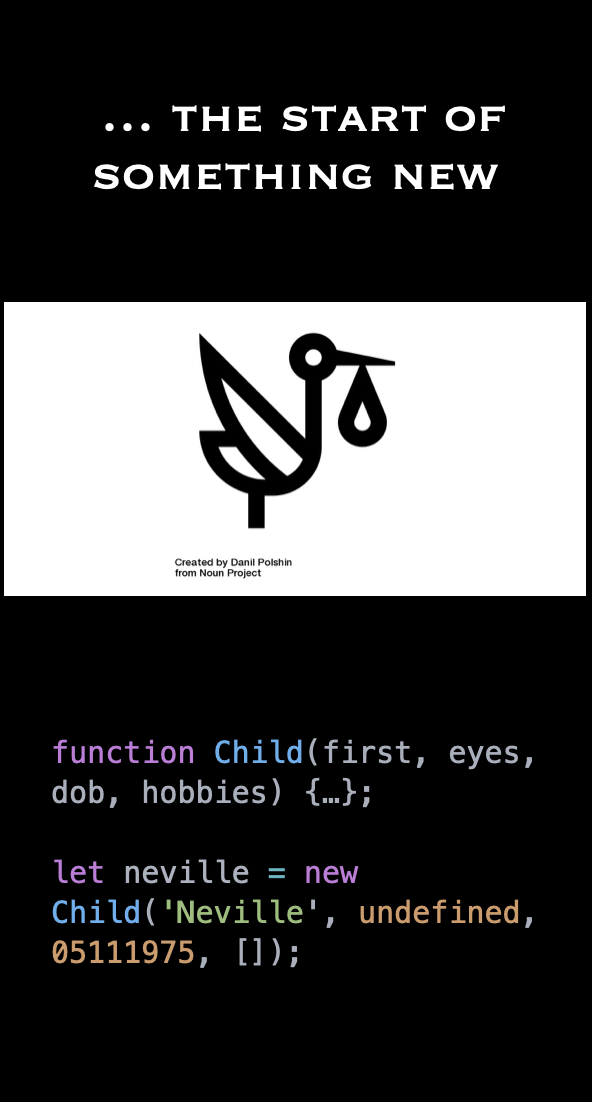 ... THE START OF
SOMETHING NEW
Created by Danil Polshin
from Noun Project
function Child(first, eyes,
dob, hobbies) {…};
let neville = new
Child('Neville', undefined,
05111975, []);